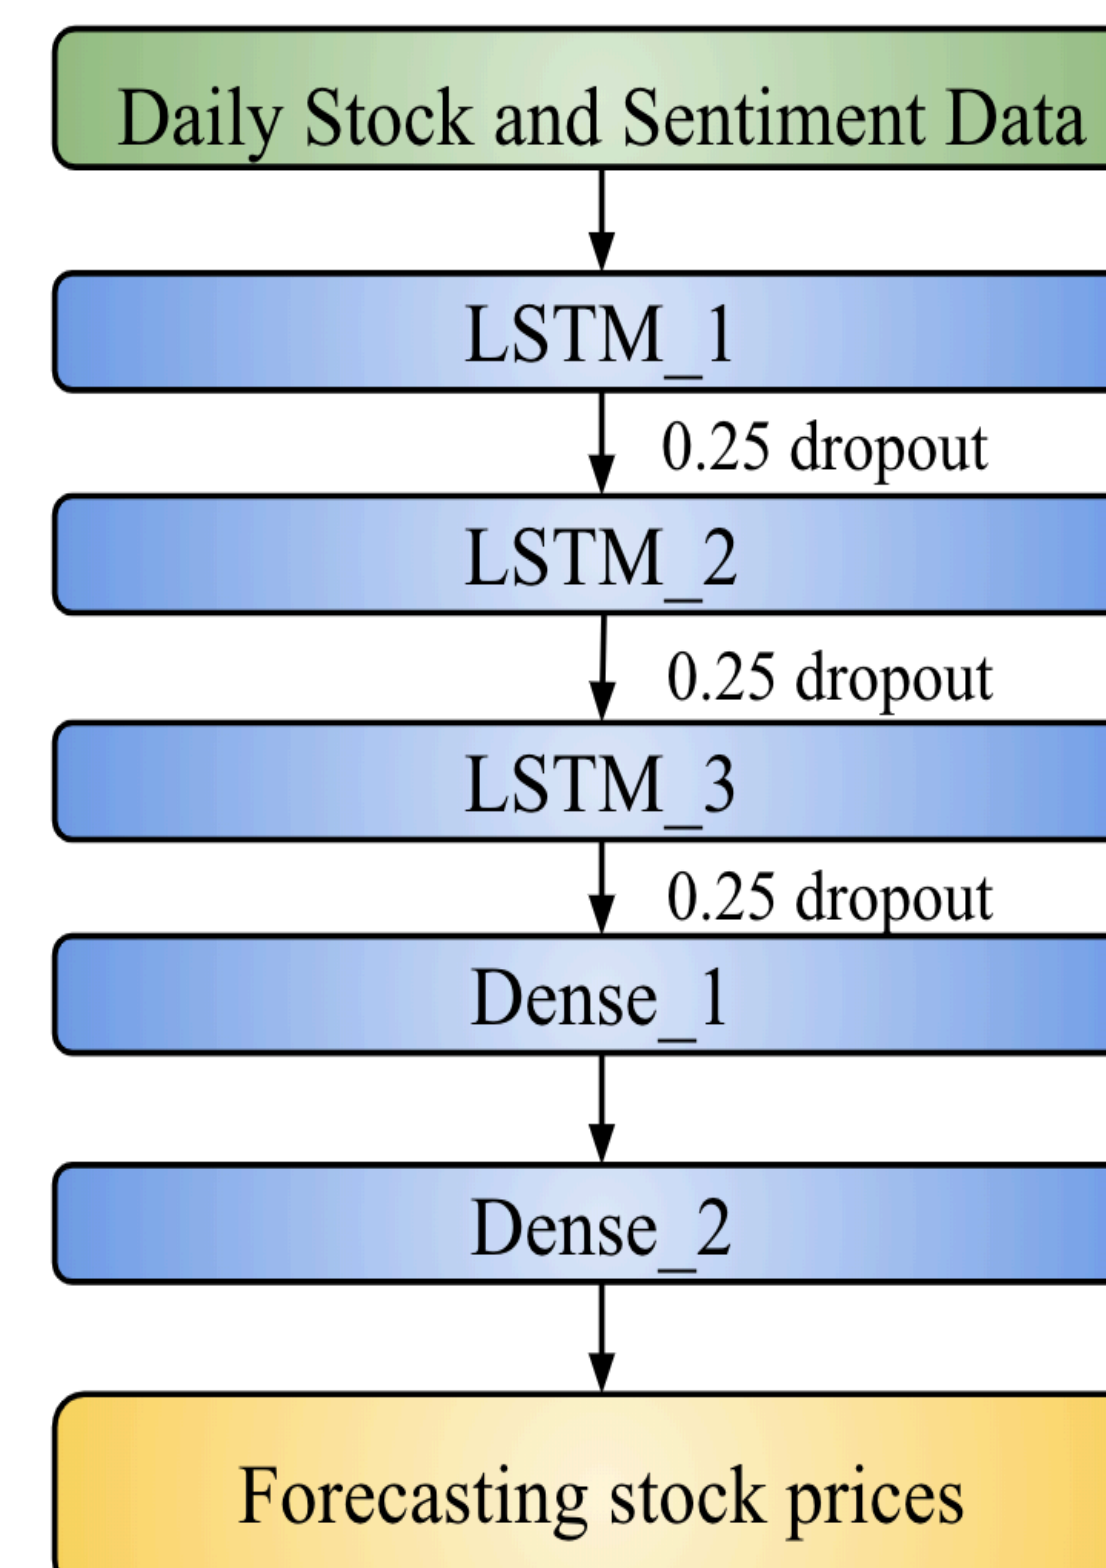 Daily Stock and Sentiment Data
LSTM_1
0.25 dropout
LSTM_2
0.25 dropout
LSTM_3
0.25 dropout
Dense_1
Dense_2
Forecasting stock prices